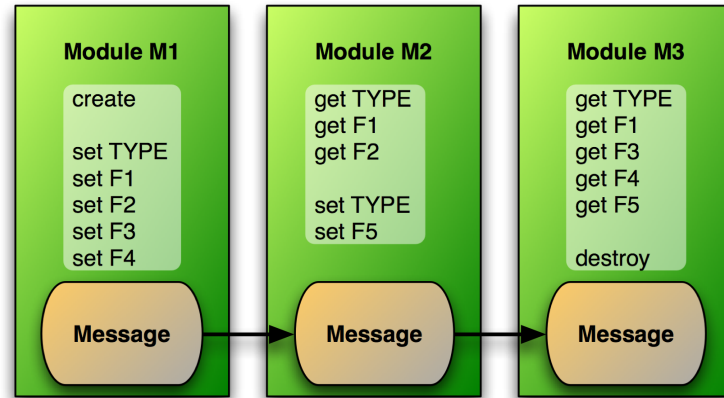 Module M1
create
set TYPE
set F1
set F2
set F3
set F4
Message
Module M2
get TYPE
get F1
get F2
set TYPE
set F5
Message
Module M3
get TYPE
get F1
get F3
get F4
get F5
destroy
Message